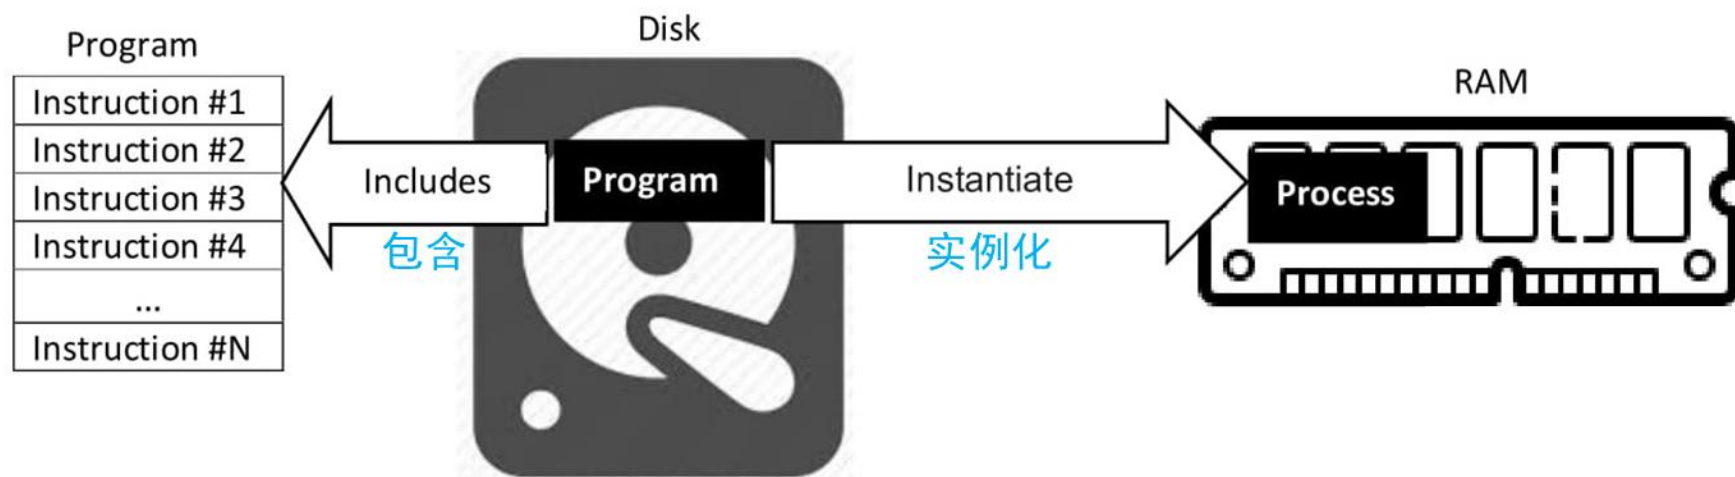 Program
Instruction #1
Instruction #2
Instruction #3
Instruction #4
...
Instruction #N
Includes
包含
Disk
Program
Instantiate
实例化
RAM
Process